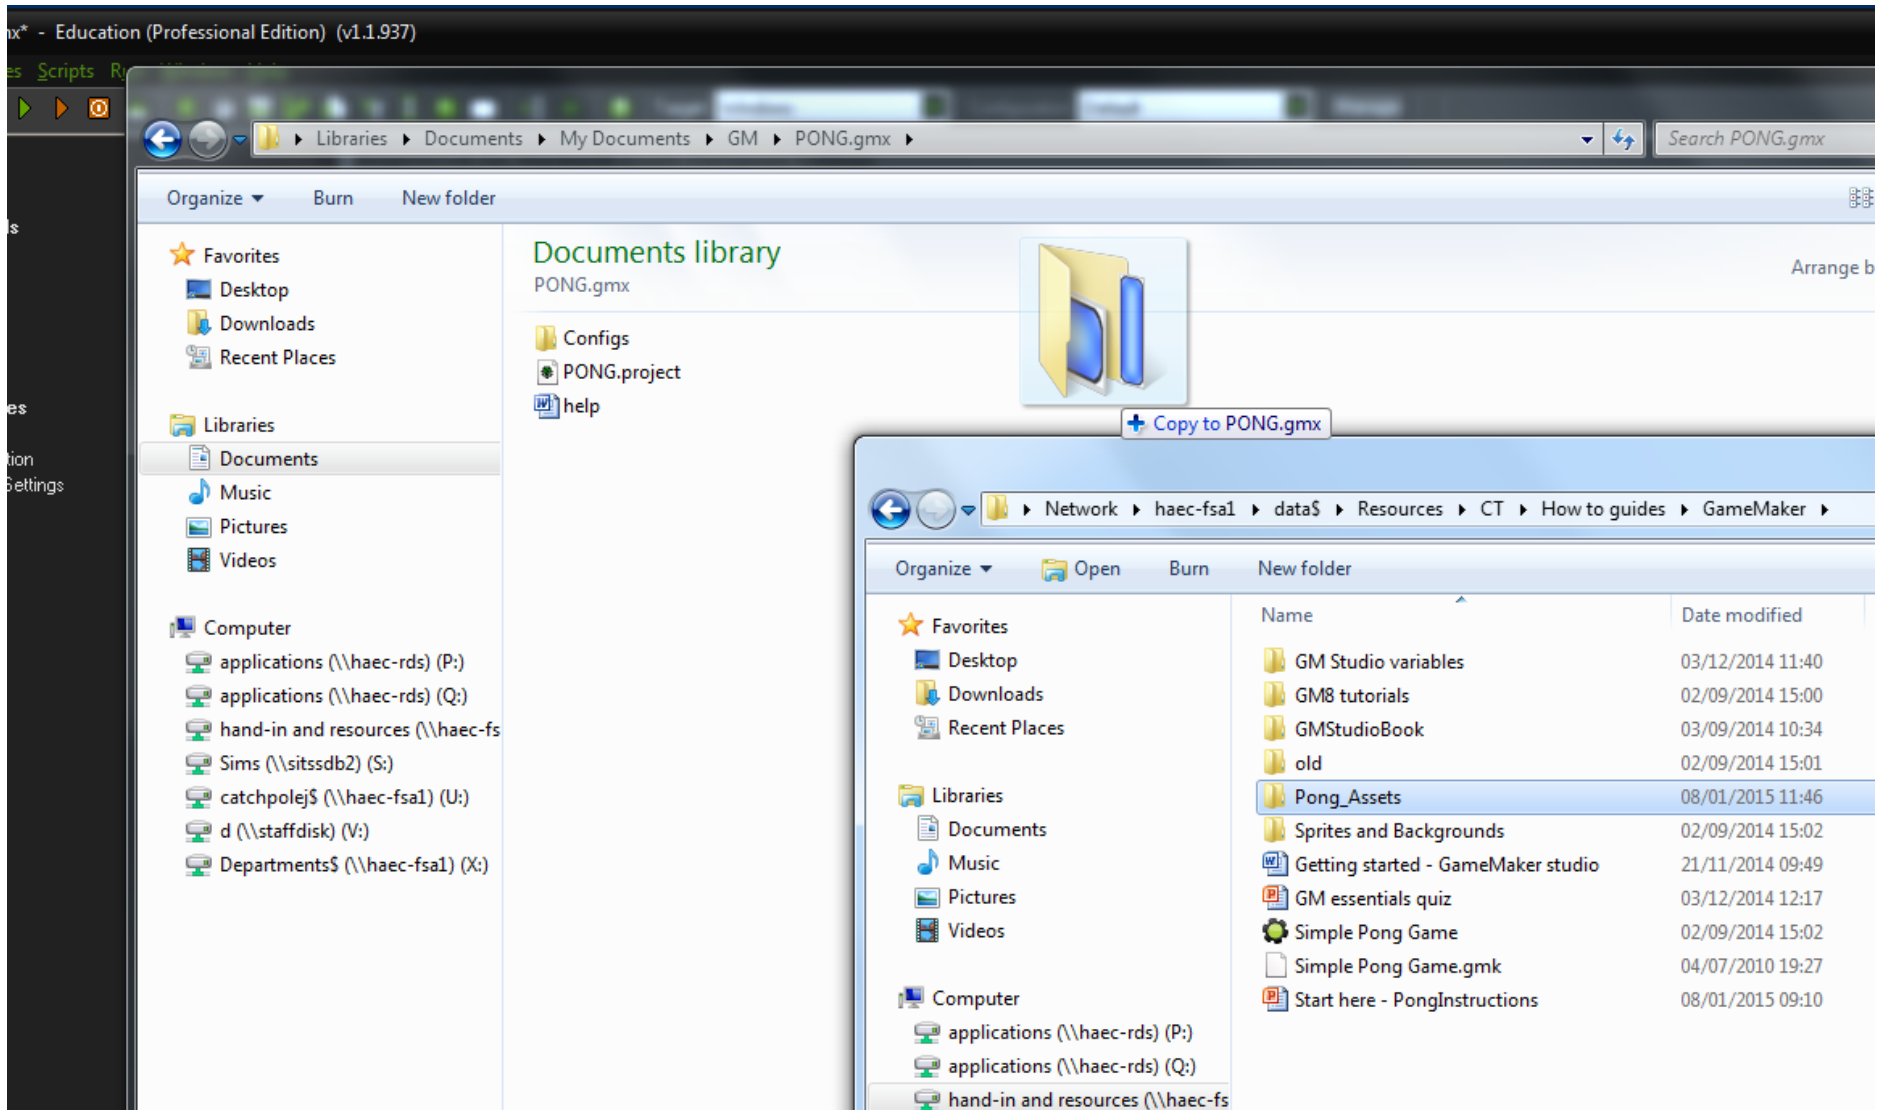 nx* - Education (Professional Edition) (v1.1.937)
es Scripts
Libraries Documents My Documents GM PONG.gmx
Search PONG.gmx
Organize Burn New folder
ls
es
tion
Settings
Favorites
Desktop
Downloads
Recent Places
Libraries
Documents
Music
Pictures
Videos
Computer
applications (\\haec-rds) (P:)
applications (\\haec-rds) (Q:)
hand-in and resources (\\haec-fs
Sims (\\sitssdb2) (S:)
catchpolej$ (\\haec-fsa1) (U:)
d (\\staffdisk) (V:)
Departments$ (\\haec-fsa1) (X:)
Documents library
PONG.gmx
Arrange b
Configs
PONG.project
help
Copy to PONG.gmx
Network haec-fsa1 data$ Resources CT How to guides GameMaker
Organize Open Burn New folder
Favorites
Desktop
Downloads
Recent Places
Libraries
Documents
Music
Pictures
Videos
Computer
applications (\\haec-rds) (P:)
applications (\\haec-rds) (Q:)
hand-in and resources (\\haec-fs
Name Date modified
GM Studio variables 03/12/2014 11:40
GM8 tutorials 02/09/2014 15:00
GMStudioBook 03/09/2014 10:34
old 02/09/2014 15:01
Pong_Assets 08/01/2015 11:46
Sprites and Backgrounds 02/09/2014 15:02
Getting started - GameMaker studio 21/11/2014 09:49
GM essentials quiz 03/12/2014 12:17
Simple Pong Game 02/09/2014 15:02
Simple Pong Game.gmk 04/07/2010 19:27
Start here - PongInstructions 08/01/2015 09:10